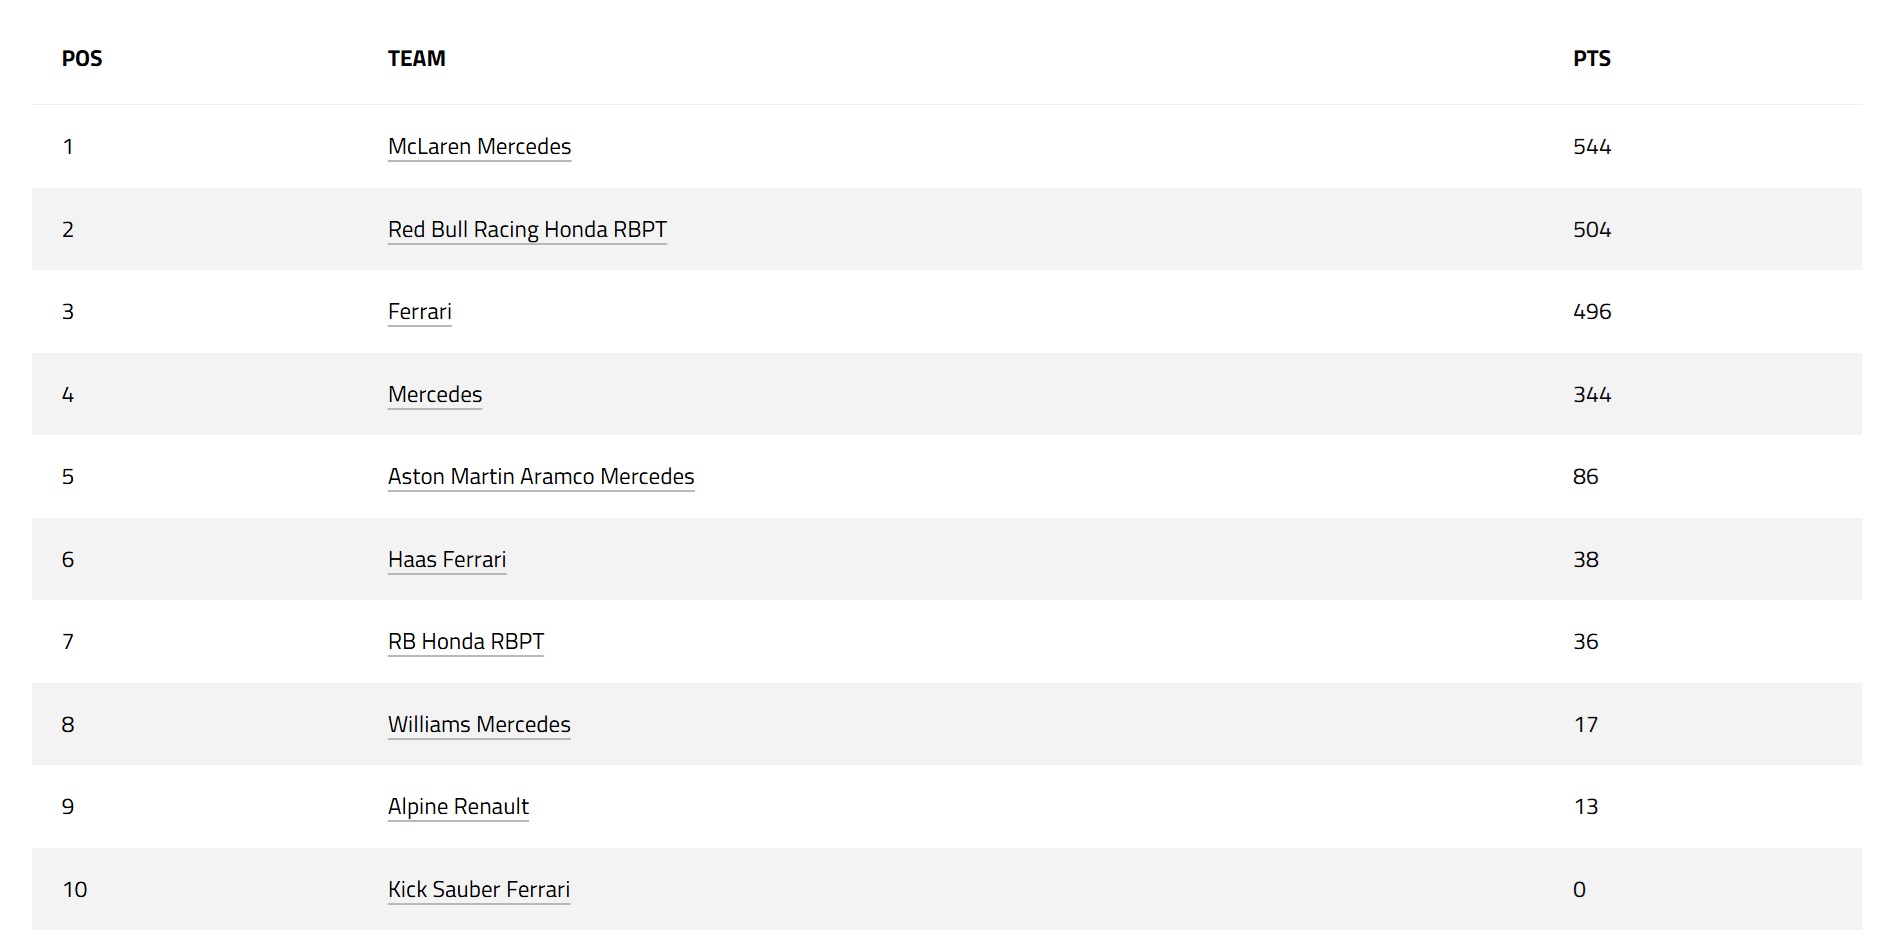 POS TEAM PTS
1 McLaren Mercedes 544
2 Red Bull Racing Honda RBPT 504
3 Ferrari 496
4 Mercedes 344
5 Aston Martin Aramco Mercedes 86
6 Haas Ferrari 38
7 RB Honda RBPT 36
8 Williams Mercedes 17
9 Alpine Renault 13
10 Kick Sauber Ferrari 0